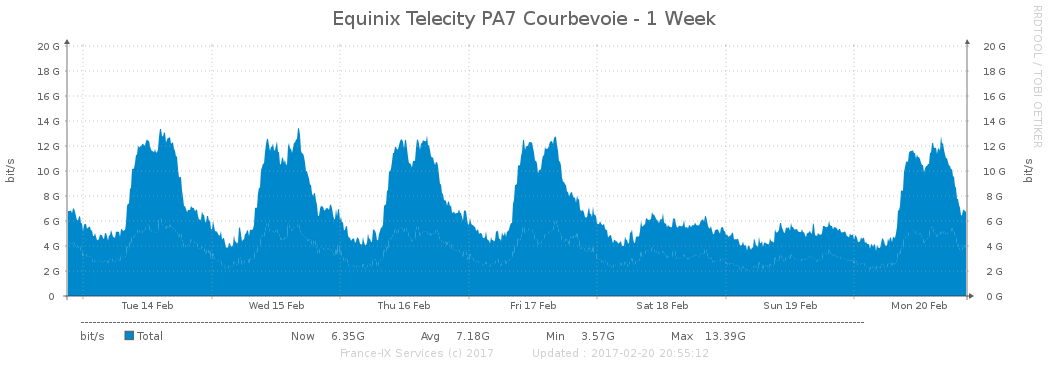 Equinix Telecity PA7 Courbevoie - 1 Week
RRDTOOL / TOBI OETIKER
bit/s
bit/s
20 G 20 G
18 G 18 G
16 G 16 G
14 G 14 G
12 G 12 G
10 G 10 G
8 G 8 G
6 G 6 G
4 G 4 G
2 G 2 G
0 0 G
Tue 14 Feb Wed 15 Feb Thu 16 Feb Fri 17 Feb Sat 18 Feb Sun 19 Feb Mon 20 Feb
bit/s Total Now 6.35G Avg 7.18G Min 3.57G Max 13.39G
France-IX Services (c) 2017 Updated : 2017-02-20 20:55:12